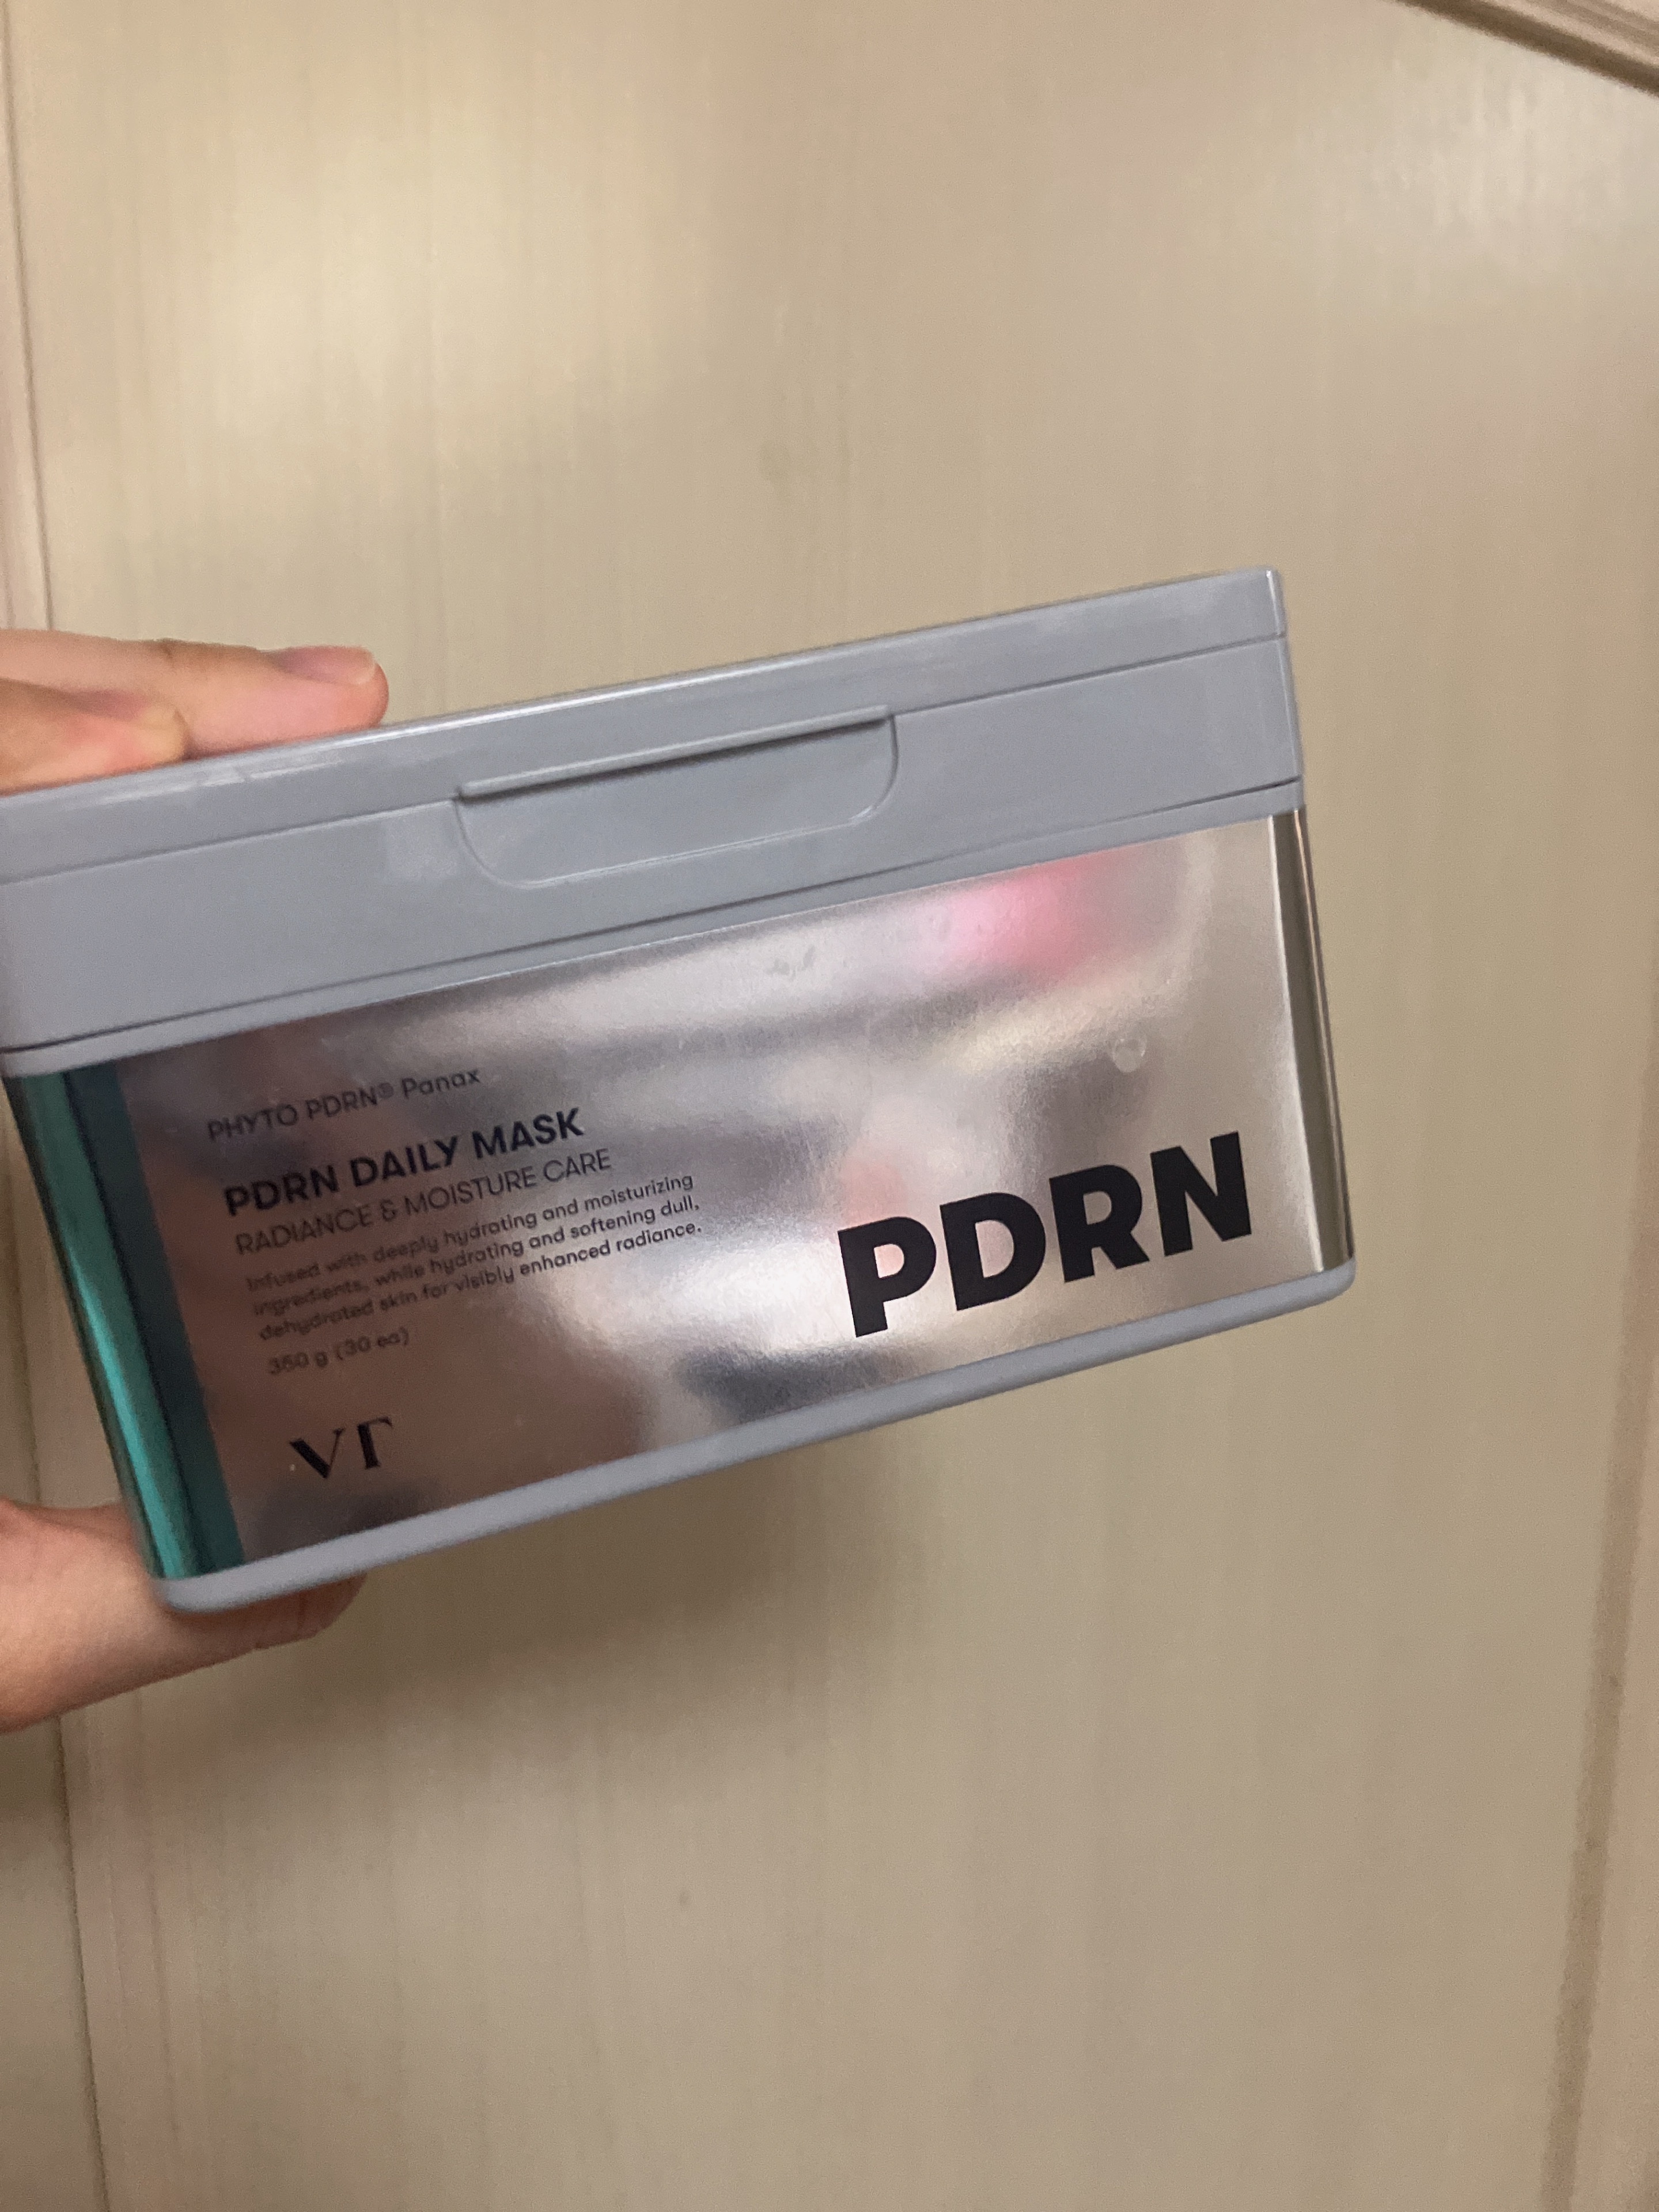 PHYTO PDRN® Panax
PDRN DAILY MASK
RADIANCE & MOISTURE CARE
Infused with deeply hydrating and moisturizing
ingredients, while hydrating and softening dull,
dehydrated skin for visibly enhanced radiance.
350 g (30 ea)
VT
PDRN